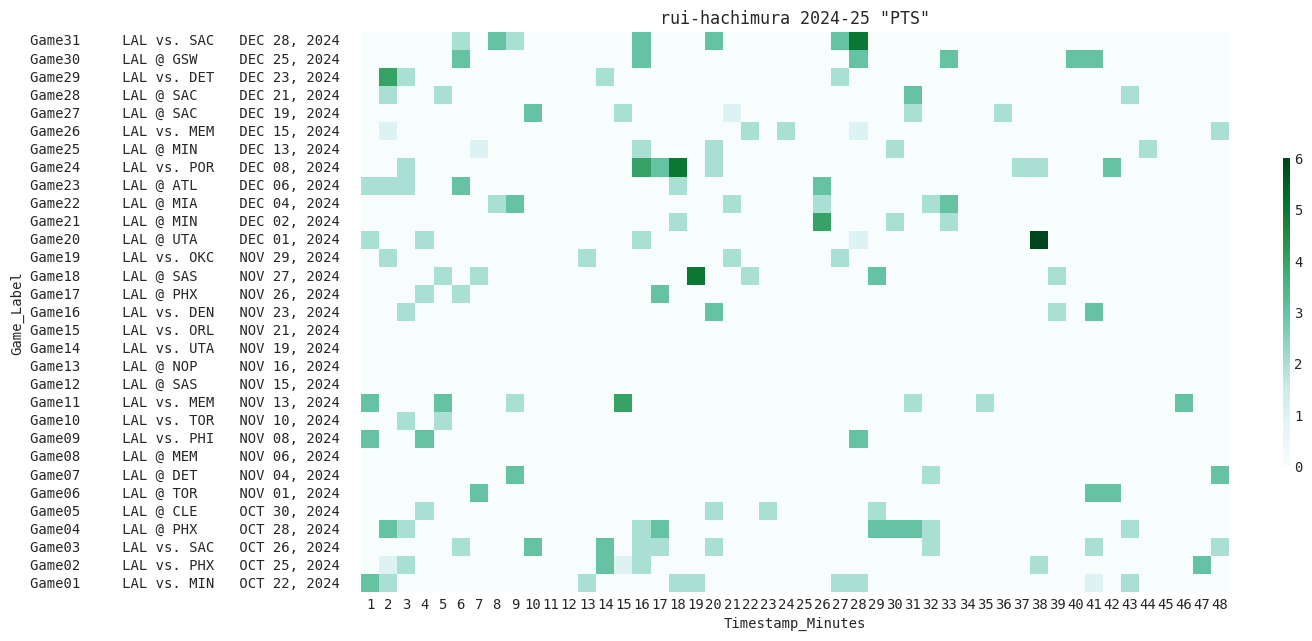 rui-hachimura 2024-25 "PTS"
Game31 LAL vs. SAC DEC 28, 2024
Game30 LAL @ GSW DEC 25, 2024
Game29 LAL vs. DET DEC 23, 2024
Game28 LAL @ SAC DEC 21, 2024
Game27 LAL @ SAC DEC 19, 2024
Game26 LAL vs. MEM DEC 15, 2024
Game25 LAL @ MIN DEC 13, 2024
Game24 LAL vs. POR DEC 08, 2024
Game23 LAL @ ATL DEC 06, 2024
Game22 LAL @ MIA DEC 04, 2024
Game21 LAL @ MIN DEC 02, 2024
Game20 LAL @ UTA DEC 01, 2024
Game19 LAL vs. OKC NOV 29, 2024
Game18 LAL @ SAS NOV 27, 2024
Game17 LAL @ PHX NOV 26, 2024
Game16 LAL vs. DEN NOV 23, 2024
Game15 LAL vs. ORL NOV 21, 2024
Game14 LAL vs. UTA NOV 19, 2024
Game13 LAL @ NOP NOV 16, 2024
Game12 LAL @ SAS NOV 15, 2024
Game11 LAL vs. MEM NOV 13, 2024
Game10 LAL vs. TOR NOV 10, 2024
Game09 LAL vs. PHI NOV 08, 2024
Game08 LAL @ MEM NOV 06, 2024
Game07 LAL @ DET NOV 04, 2024
Game06 LAL @ TOR NOV 01, 2024
Game05 LAL @ CLE OCT 30, 2024
Game04 LAL @ PHX OCT 28, 2024
Game03 LAL vs. SAC OCT 26, 2024
Game02 LAL vs. PHX OCT 25, 2024
Game01 LAL vs. MIN OCT 22, 2024
Game_Label
1 2 3 4 5 6 7 8 9 10 11 12 13 14 15 16 17 18 19 20 21 22 23 24 25 26 27 28 29 30 31 32 33 34 35 36 37 38 39 40 41 42 43 44 45 46 47 48
Timestamp_Minutes
6
5
4
3
2
1
0